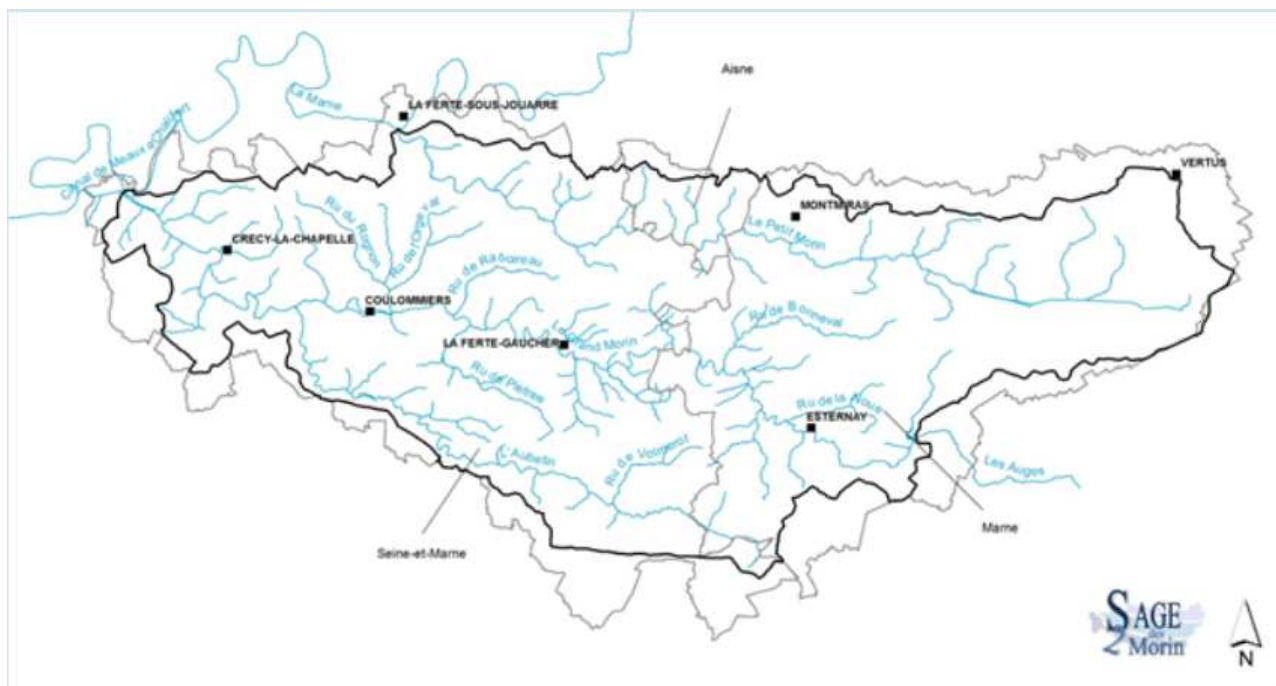 Aisne
LA FERTE-SOUS-JOUARRE
La Marne
Canal de Meaux à Chalifert
VERTUS
MONTMIRAIL
Le Petit Morin
CRECY-LA-CHAPELLE
Ru du Rognon
Ru de l'Orgeval
Ru de Raboireau
COULOMMIERS
Ru de Bonneval
LA FERTE-GAUCHER
Le Grand Morin
Ru de Piétrée
Ru de la Noue
ESTERNAY
L'Aubetin
Ru de Volmerot
Les Auges
Marne
Seine-et-Marne
SAGE
des
2 Morin
N